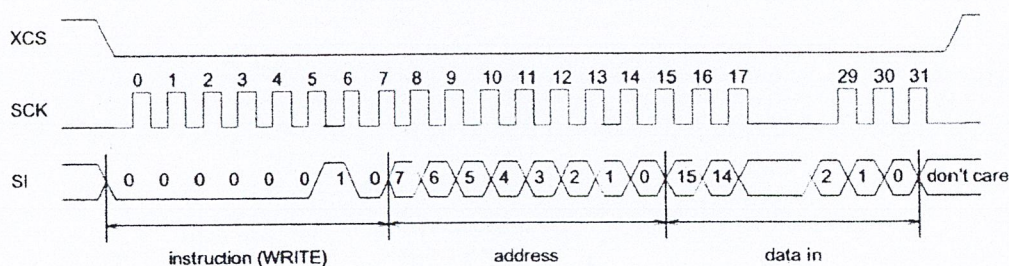 XCS
0 1 2 3 4 5 6 7 8 9 10 11 12 13 14 15 16 17 29 30 31
SCK
SI 0 0 0 0 0 0 1 0 7 6 5 4 3 2 1 0 15 14 2 1 0 don't care
instruction (WRITE) address data in